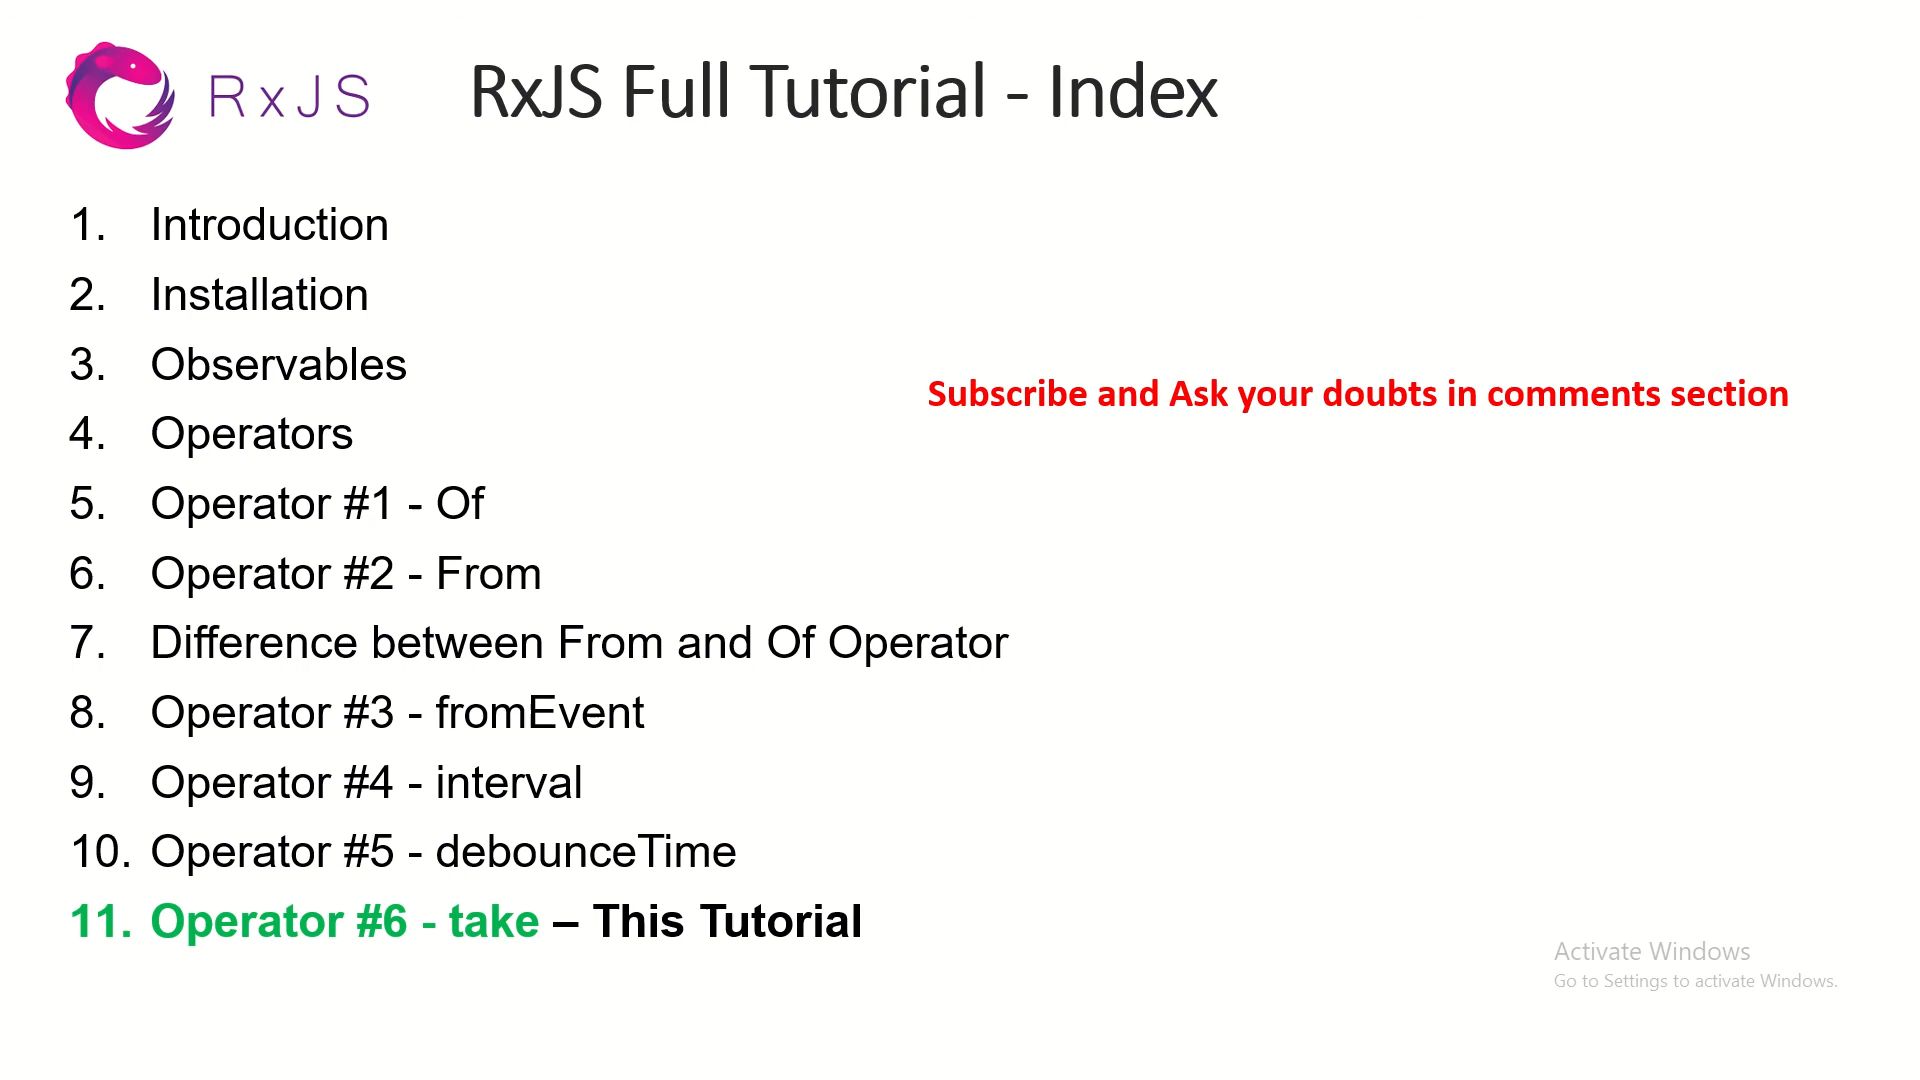 RxJS
RxJS Full Tutorial - Index
1. Introduction
2. Installation
3. Observables
4. Operators
5. Operator #1 - Of
6. Operator #2 - From
7. Difference between From and Of Operator
8. Operator #3 - fromEvent
9. Operator #4 - interval
10. Operator #5 - debounceTime
11. Operator #6 - take – This Tutorial
Subscribe and Ask your doubts in comments section
Activate Windows
Go to Settings to activate Windows.